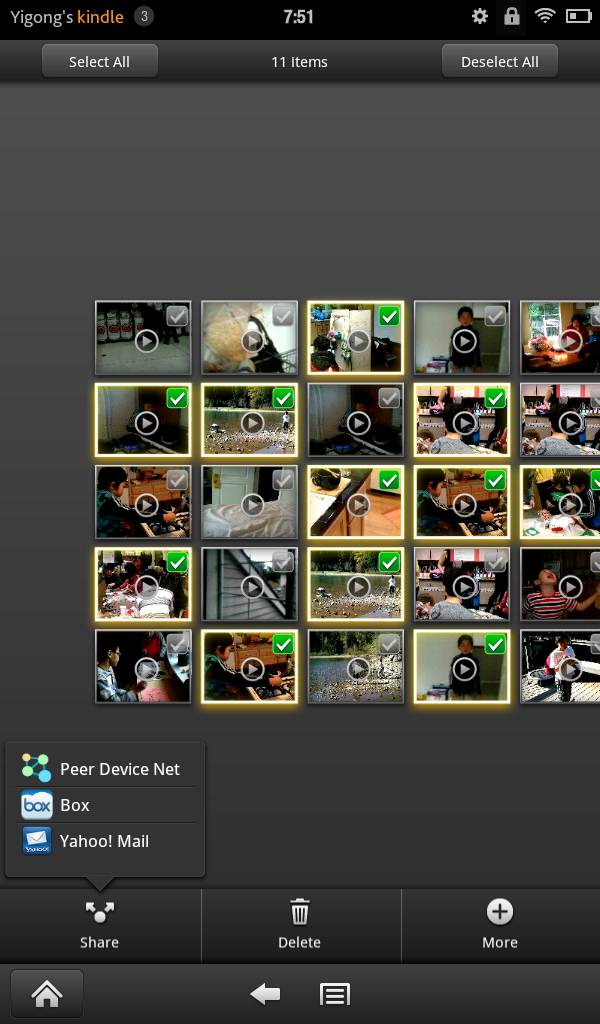 Yigong's kindle 3 7:51
Select All 11 items Deselect All
Peer Device Net
box Box
YAHOO! Yahoo! Mail
Share Delete More